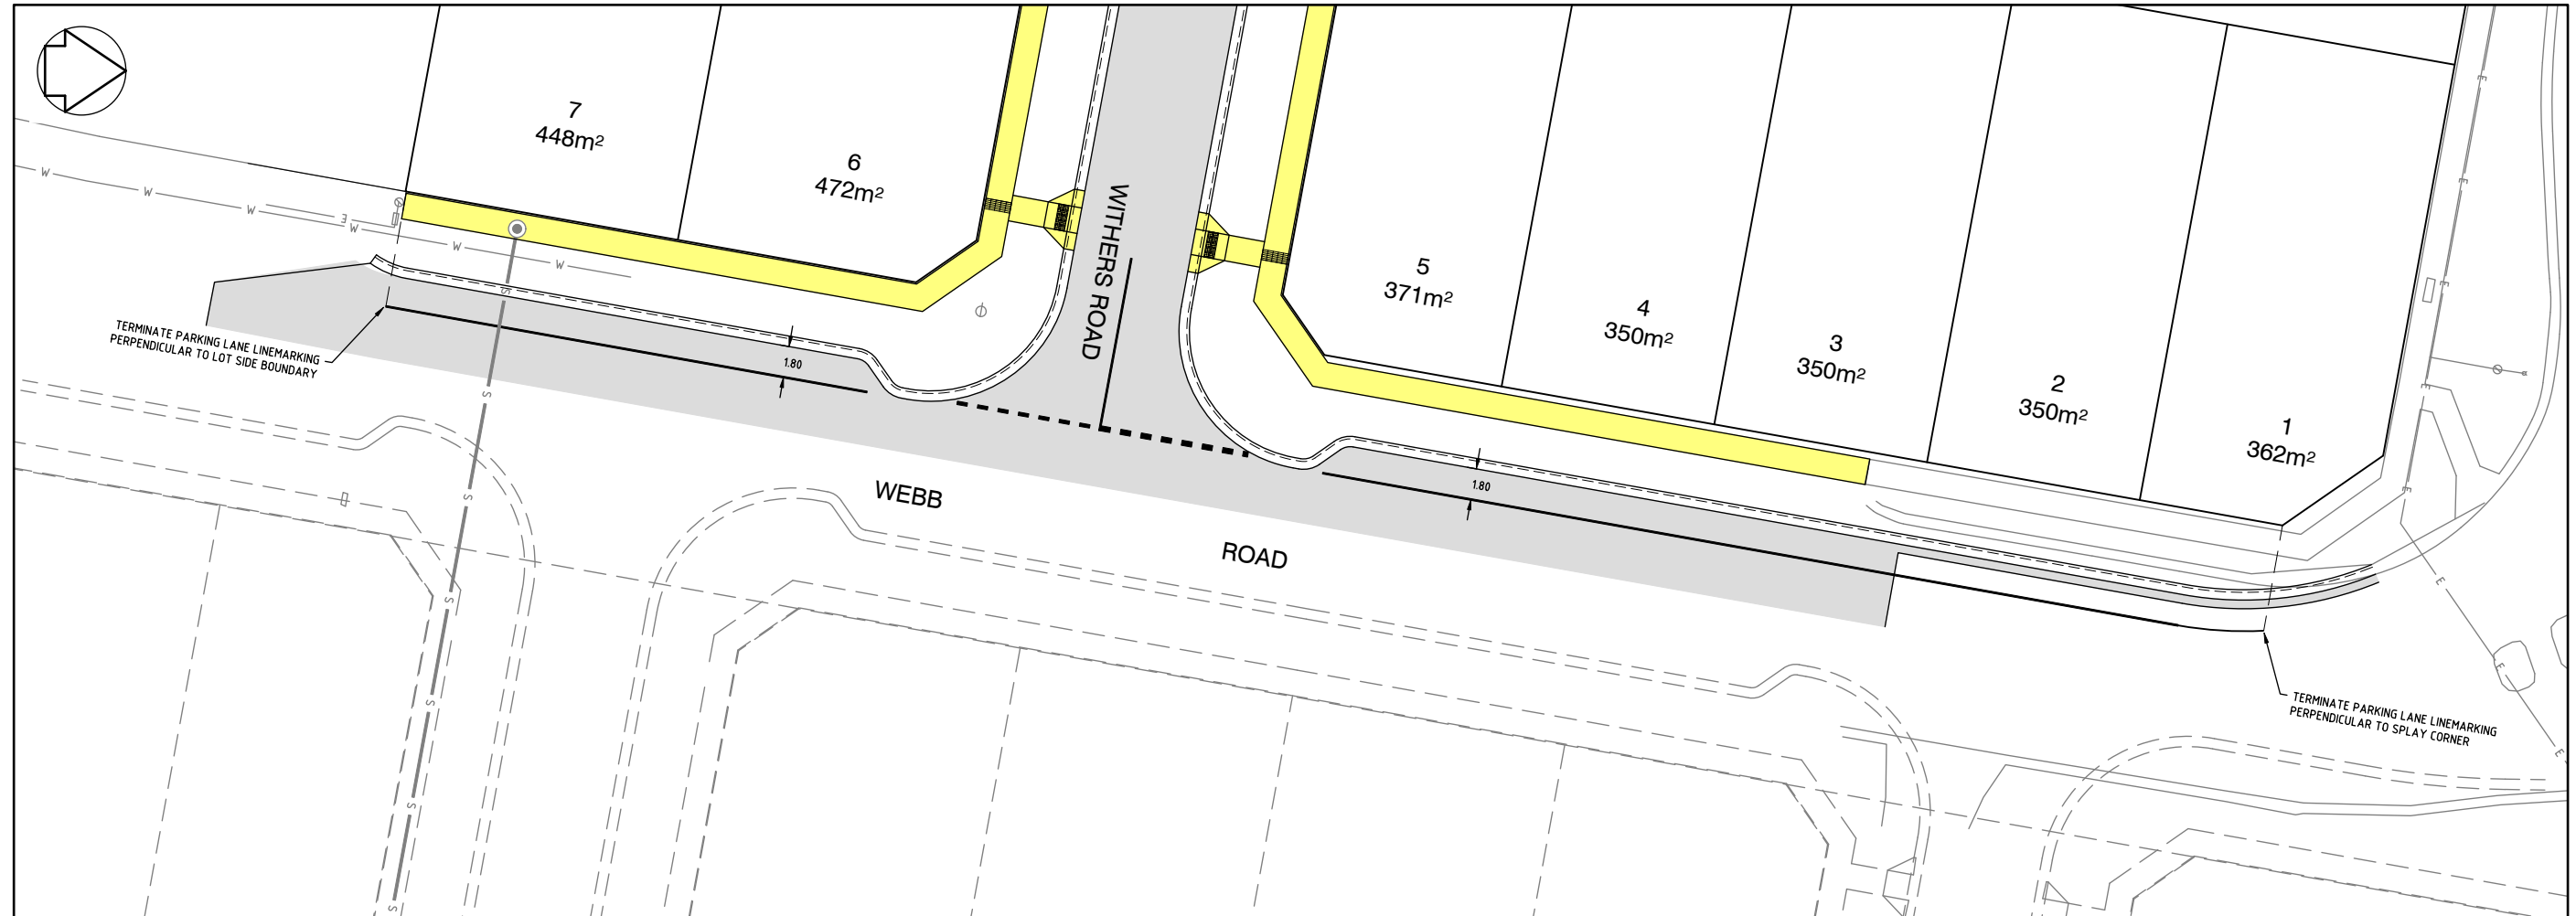 7
448m²
6
472m²
WITHERS ROAD
5
371m²
4
350m²
3
350m²
2
350m²
1
362m²
W
W
W
E
W
W
W
TERMINATE PARKING LANE LINEMARKING
PERPENDICULAR TO LOT SIDE BOUNDARY
1.80
1.80
WEBB
ROAD
S
S
S
S
S
S
S
E
E
E
E
E
E
E
E
TERMINATE PARKING LANE LINEMARKING
PERPENDICULAR TO SPLAY CORNER